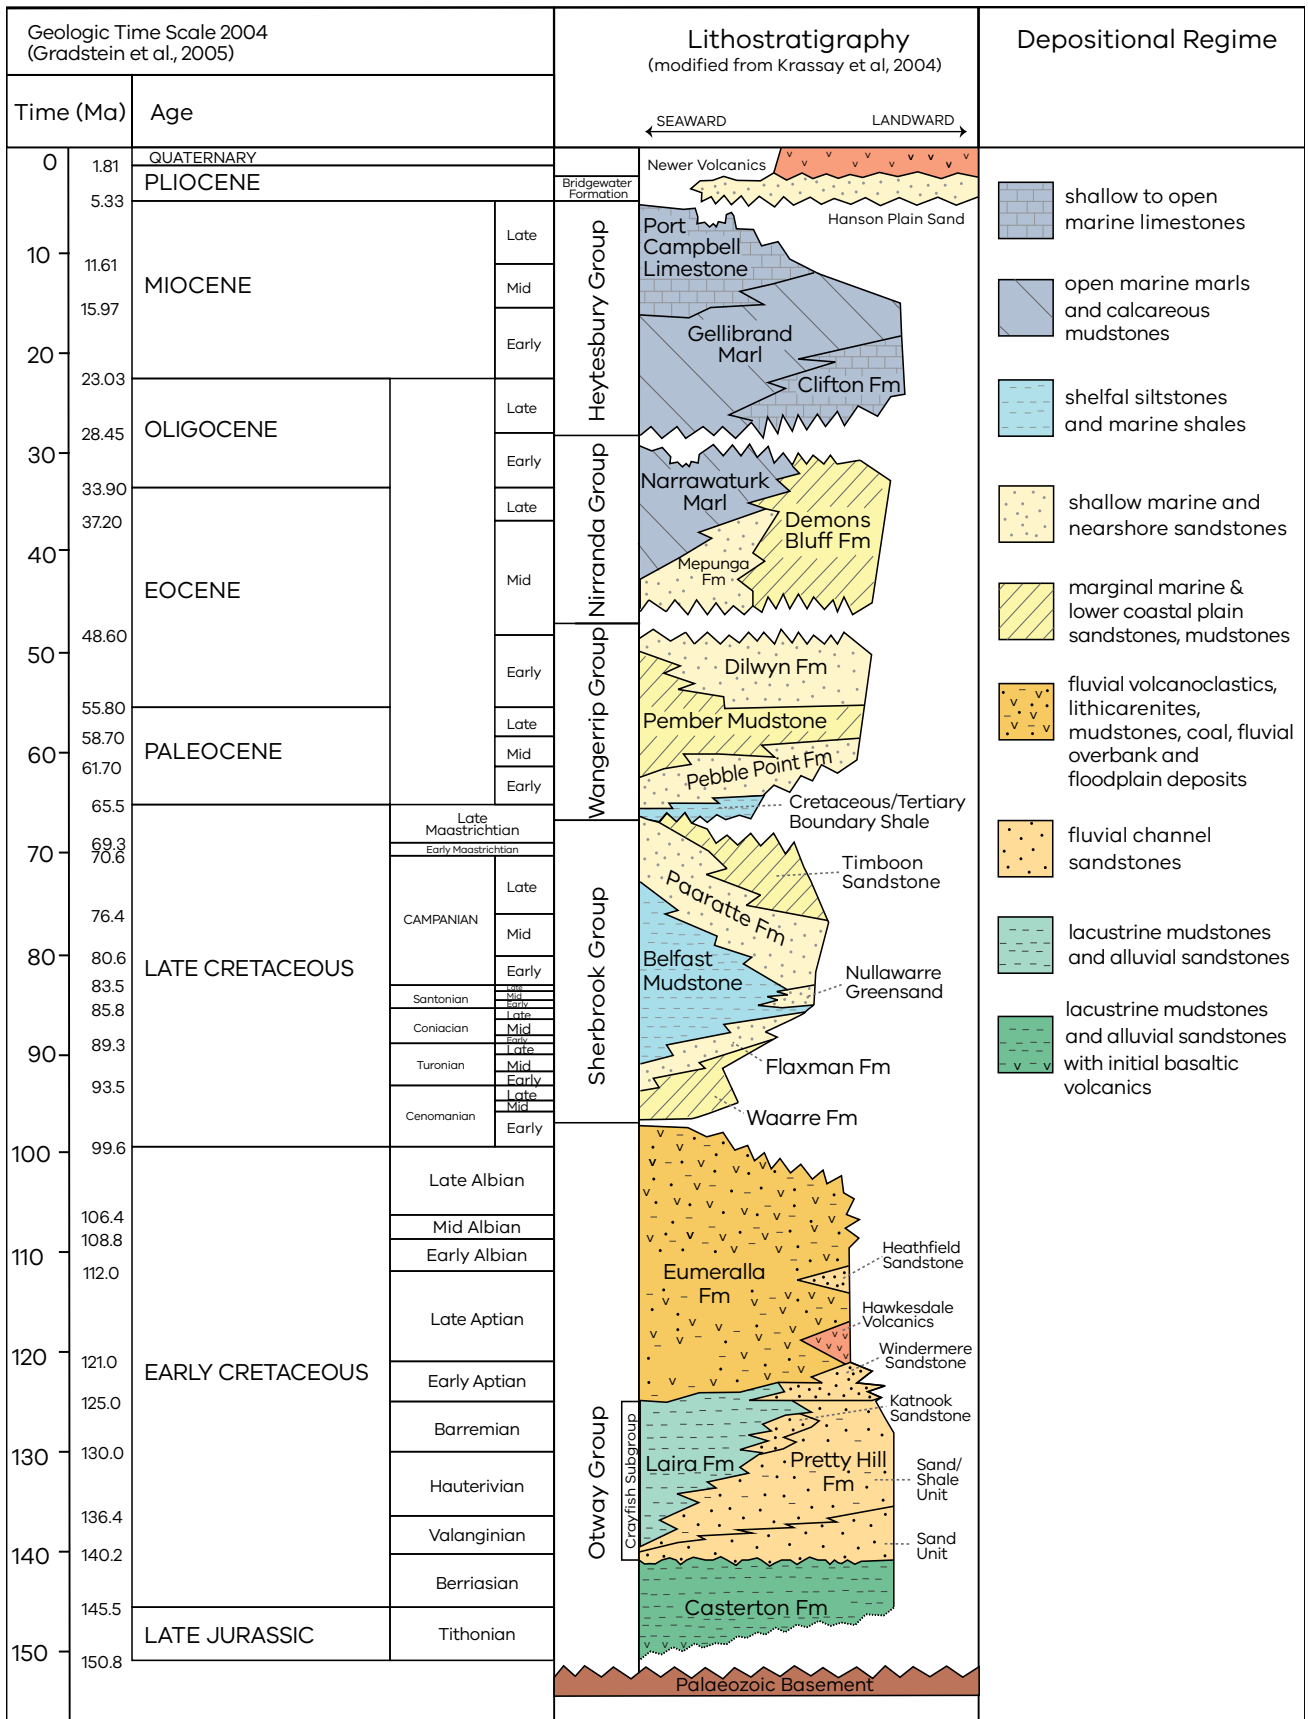 Geologic Time Scale 2004
(Gradstein et al., 2005)
Lithostratigraphy
(modified from Krassay et al, 2004)
Depositional Regime
Time (Ma)
Age
SEAWARD
LANDWARD
0
10
20
30
40
50
60
70
80
90
100
110
120
130
140
150
1.81
5.33
11.61
15.97
23.03
28.45
33.90
37.20
48.60
55.80
58.70
61.70
65.5
69.3
70.6
76.4
80.6
83.5
85.8
89.3
93.5
99.6
106.4
108.8
112.0
121.0
125.0
130.0
136.4
140.2
145.5
150.8
QUATERNARY
PLIOCENE
MIOCENE
OLIGOCENE
EOCENE
PALEOCENE
LATE CRETACEOUS
EARLY CRETACEOUS
LATE JURASSIC
Late
Mid
Early
Late
Early
Late
Mid
Early
Late
Mid
Early
Late
Maastrichtian
Early Maastrichtian
CAMPANIAN
Late
Mid
Early
Santonian
Late
Mid
Early
Coniacian
Late
Mid
Early
Turonian
Late
Mid
Early
Cenomanian
Late
Mid
Early
Late Albian
Mid Albian
Early Albian
Late Aptian
Early Aptian
Barremian
Hauterivian
Valanginian
Berriasian
Tithonian
Bridgewater
Formation
Heytesbury Group
Nirranda Group
Wangerrip Group
Sherbrook Group
Otway Group
Crayfish Subgroup
Newer Volcanics
Hanson Plain Sand
Port
Campbell
Limestone
Gellibrand
Marl
Clifton Fm
Narrawaturk
Marl
Demons
Bluff Fm
Mepunga
Fm
Dilwyn Fm
Pember Mudstone
Pebble Point Fm
Cretaceous/Tertiary
Boundary Shale
Timboon
Sandstone
Paaratte Fm
Belfast
Mudstone
Nullawarre
Greensand
Flaxman Fm
Waarre Fm
Eumeralla
Fm
Heathfield
Sandstone
Hawkesdale
Volcanics
Windermere
Sandstone
Katnook
Sandstone
Laira Fm
Pretty Hill
Fm
Sand/
Shale
Unit
Sand
Unit
Casterton Fm
Palaeozoic Basement
shallow to open
marine limestones
open marine marls
and calcareous
mudstones
shelfal siltstones
and marine shales
shallow marine and
nearshore sandstones
marginal marine &
lower coastal plain
sandstones, mudstones
fluvial volcanoclastics,
lithicarenites,
mudstones, coal, fluvial
overbank and
floodplain deposits
fluvial channel
sandstones
lacustrine mudstones
and alluvial sandstones
lacustrine mudstones
and alluvial sandstones
with initial basaltic
volcanics